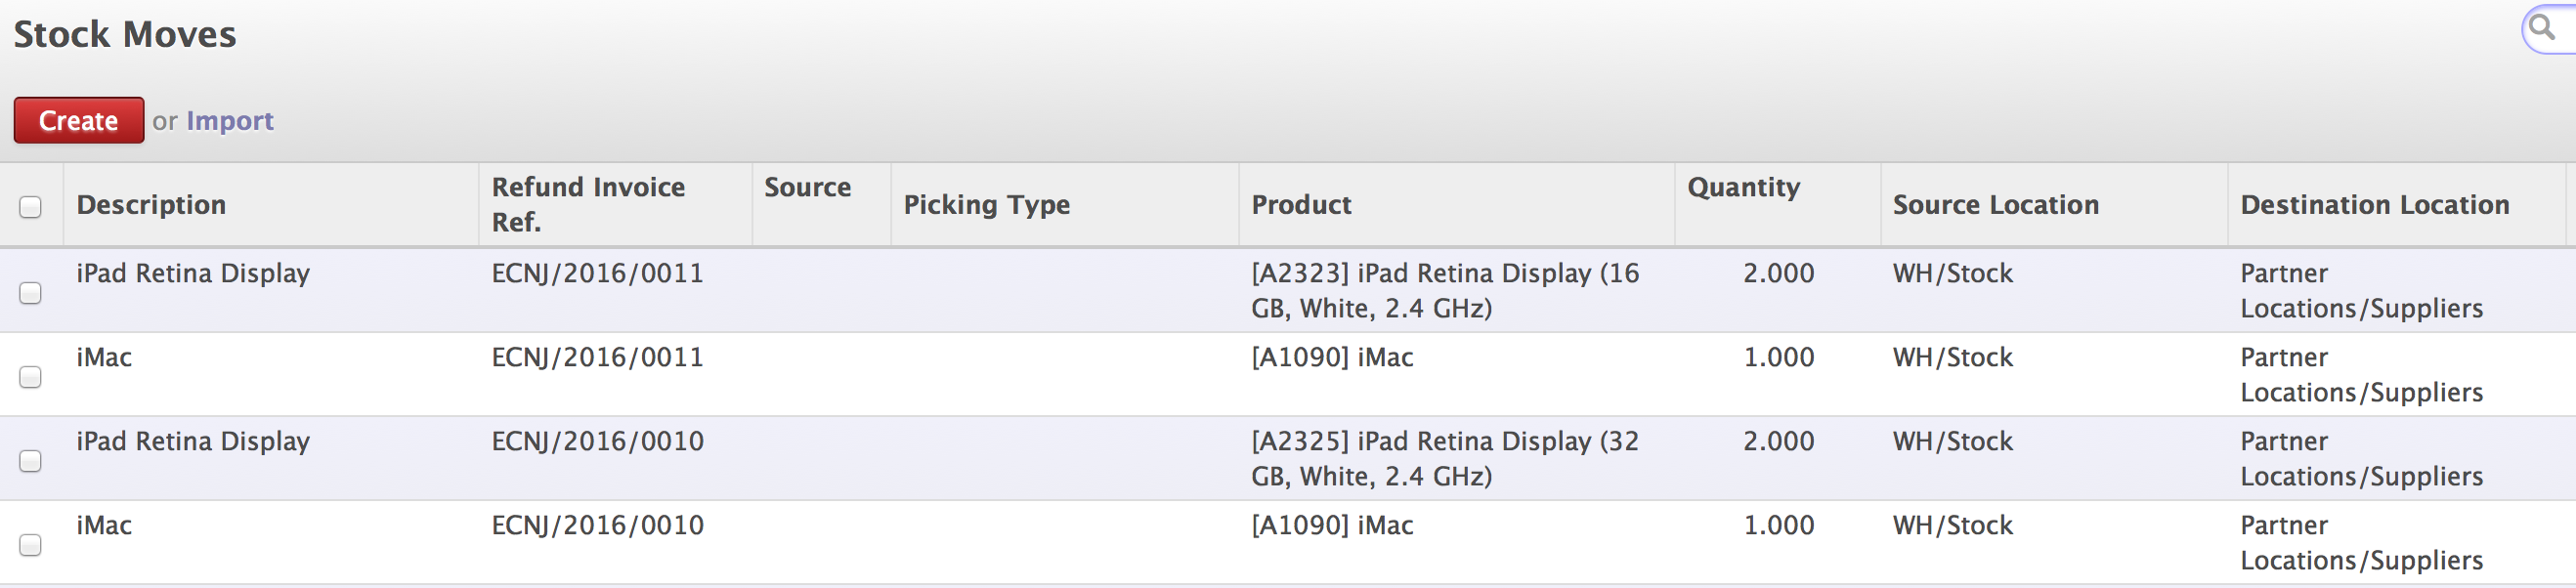 Stock Moves
Create or Import
Description Refund Invoice Ref. Source Picking Type Product Quantity Source Location Destination Location
iPad Retina Display ECNJ/2016/0011 [A2323] iPad Retina Display (16 2.000 WH/Stock Partner
GB, White, 2.4 GHz) Locations/Suppliers
iMac ECNJ/2016/0011 [A1090] iMac 1.000 WH/Stock Partner
Locations/Suppliers
iPad Retina Display ECNJ/2016/0010 [A2325] iPad Retina Display (32 2.000 WH/Stock Partner
GB, White, 2.4 GHz) Locations/Suppliers
iMac ECNJ/2016/0010 [A1090] iMac 1.000 WH/Stock Partner
Locations/Suppliers